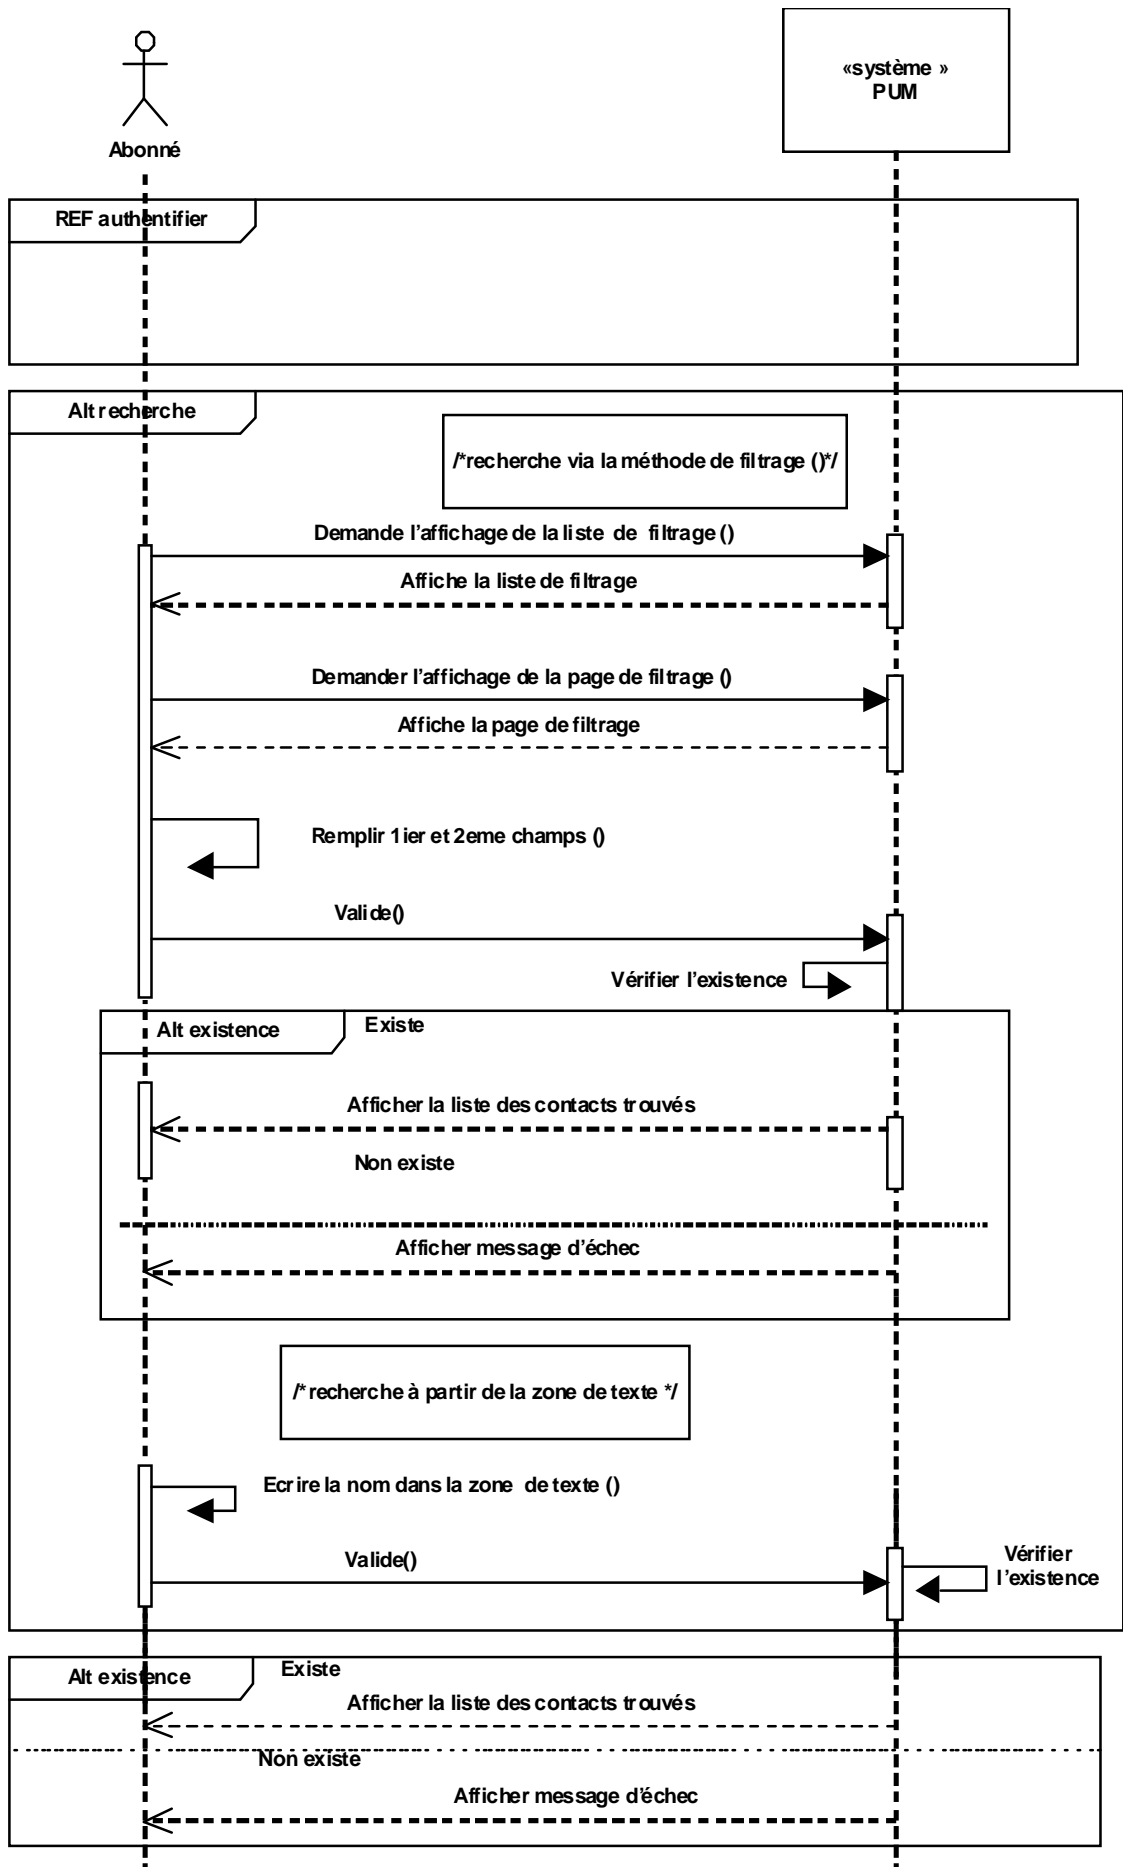 «système »
PUM
Abonné
REF authentifier
Alt recherche
/*recherche via la méthode de filtrage ()*/
Demande l'affichage de la liste de filtrage ()
Affiche la liste de filtrage
Demander l'affichage de la page de filtrage ()
Affiche la page de filtrage
Remplir 1ier et 2eme champs ()
Valide()
Vérifier l'existence
Alt existence
Existe
Afficher la liste des contacts trouvés
Non existe
Afficher message d'échec
/* recherche à partir de la zone de texte */
Ecrire la nom dans la zone de texte ()
Valide()
Vérifier
l'existence
Alt existence
Existe
Afficher la liste des contacts trouvés
Non existe
Afficher message d'échec